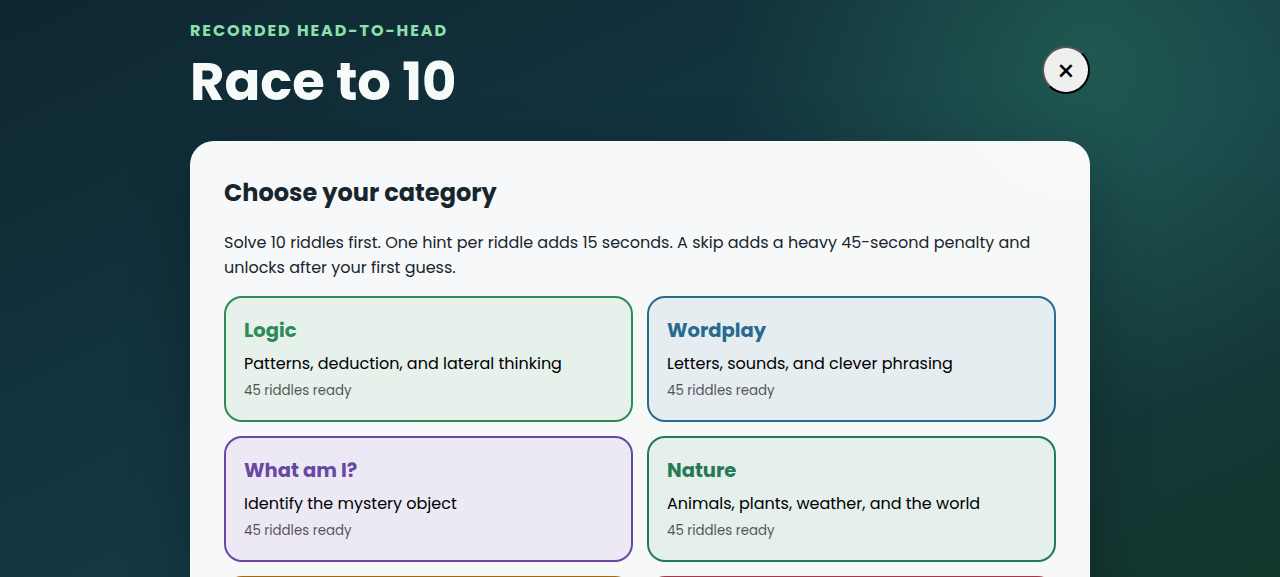 RECORDED HEAD-TO-HEAD
Race to 10
×
Choose your category
Solve 10 riddles first. One hint per riddle adds 15 seconds. A skip adds a heavy 45-second penalty and
unlocks after your first guess.
Logic
Patterns, deduction, and lateral thinking
45 riddles ready
Wordplay
Letters, sounds, and clever phrasing
45 riddles ready
What am I?
Identify the mystery object
45 riddles ready
Nature
Animals, plants, weather, and the world
45 riddles ready